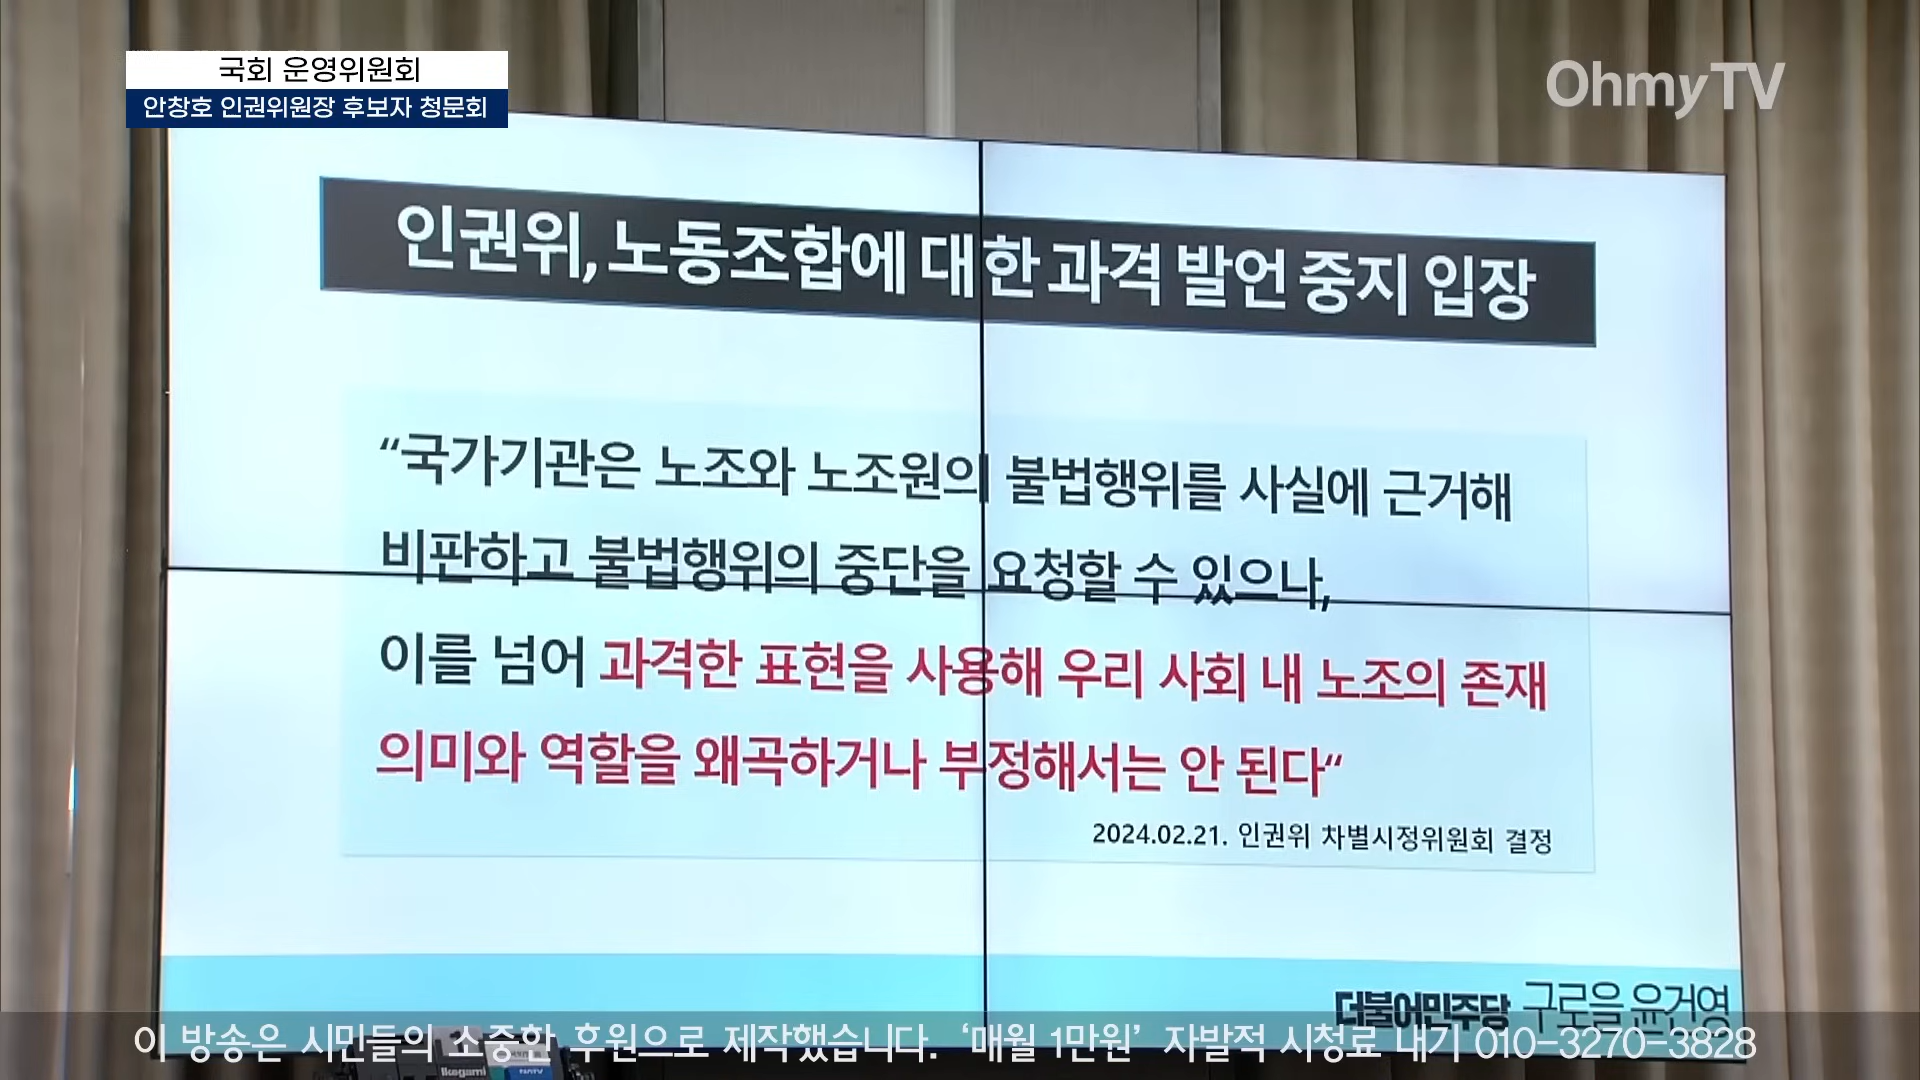 국회 운영위원회
안창호 인권위원장 후보자 청문회
OhmyTV
인권위, 노동조합에 대한 과격 발언 중지 입장
“국가기관은 노조와 노조원의 불법행위를 사실에 근거해
비판하고 불법행위의 중단을 요청할 수 있으나,
이를 넘어 과격한 표현을 사용해 우리 사회 내 노조의 존재
의미와 역할을 왜곡하거나 부정해서는 안 된다“
2024.02.21. 인권위 차별시정위원회 결정
더불어민주당 구로을 윤건영
이 방송은 시민들의 소중한 후원으로 제작했습니다. ‘매월 1만원’ 자발적 시청료 내기 010-3270-3828
Ikegami
NATV